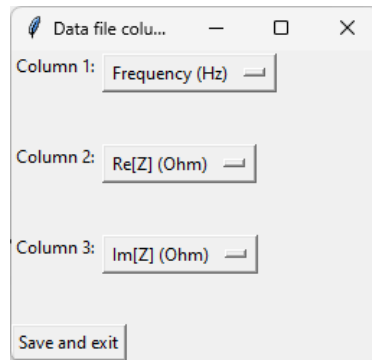 Data file colu...
Column 1: Frequency (Hz)
Column 2: Re[Z] (Ohm)
Column 3: Im[Z] (Ohm)
Save and exit